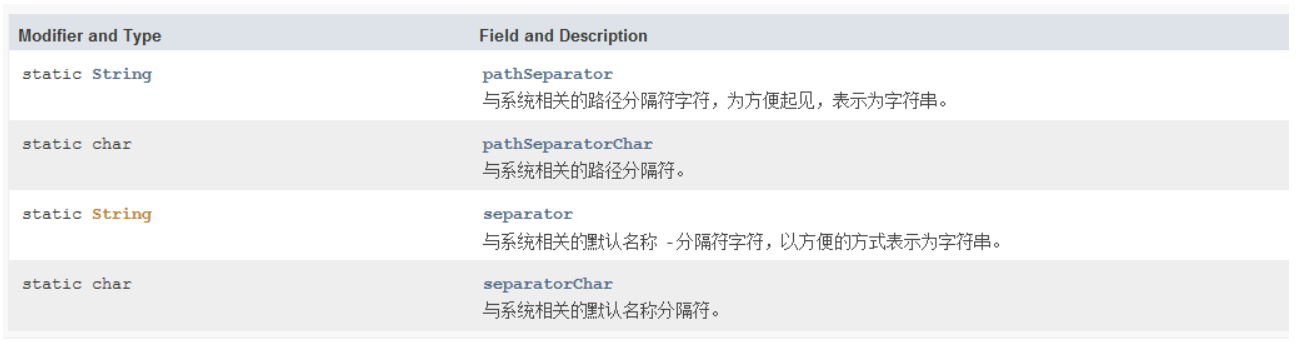 Modifier and Type Field and Description
static String pathSeparator
与系统相关的路径分隔符字符，为方便起见，表示为字符串。
static char pathSeparatorChar
与系统相关的路径分隔符。
static String separator
与系统相关的默认名称 -分隔符字符，以方便的方式表示为字符串。
static char separatorChar
与系统相关的默认名称分隔符。